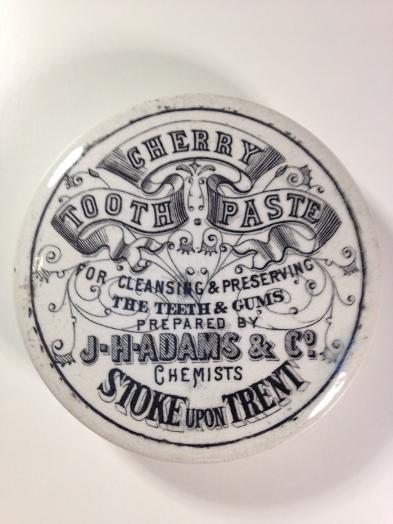 CHERRY
TOOTH PASTE
FOR CLEANSING & PRESERVING
THE TEETH & GUMS
PREPARED BY
J·H·ADAMS & Co.
CHEMISTS
STOKE UPON TRENT